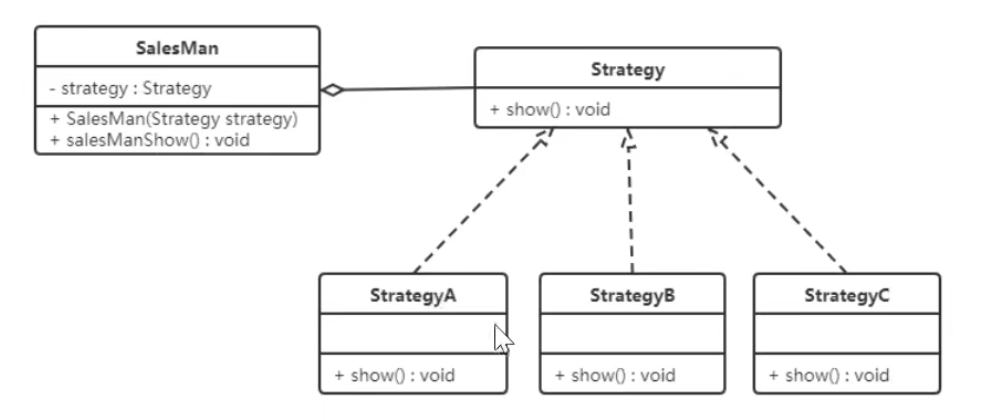 SalesMan
- strategy : Strategy
+ SalesMan(Strategy strategy)
+ salesManShow() : void
Strategy
+ show() : void
StrategyA
+ show() : void
StrategyB
+ show() : void
StrategyC
+ show() : void